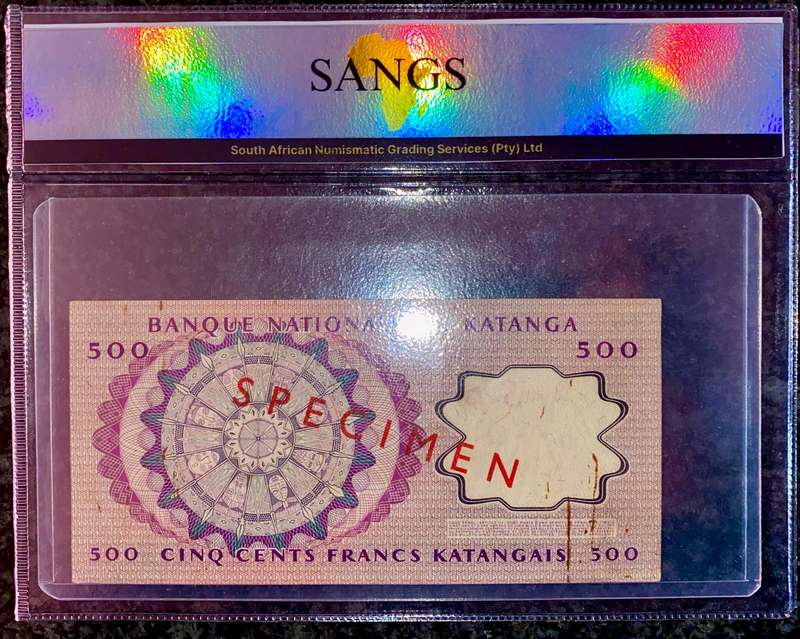 SANGS
South African Numismatic Grading Services (Pty) Ltd
BANQUE NATIONA KATANGA
500 500
SPECIMEN
500 CINQ CENTS FRANCS KATANGAIS 500